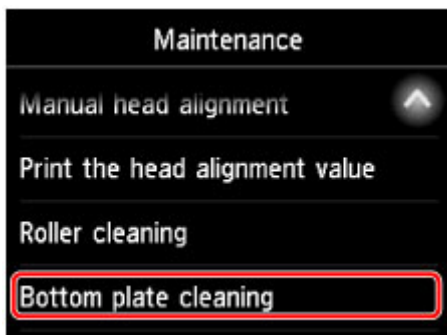 Maintenance
Manual head alignment
Print the head alignment value
Roller cleaning
Bottom plate cleaning